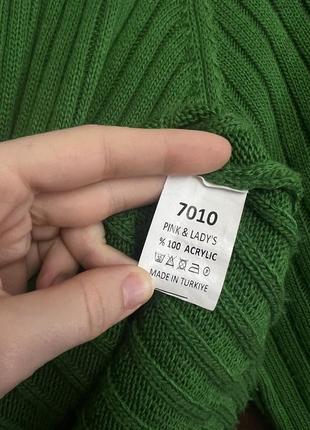 7010
PINK & LADY'S
% 100 ACRYLIC
MADE IN TURKIYE